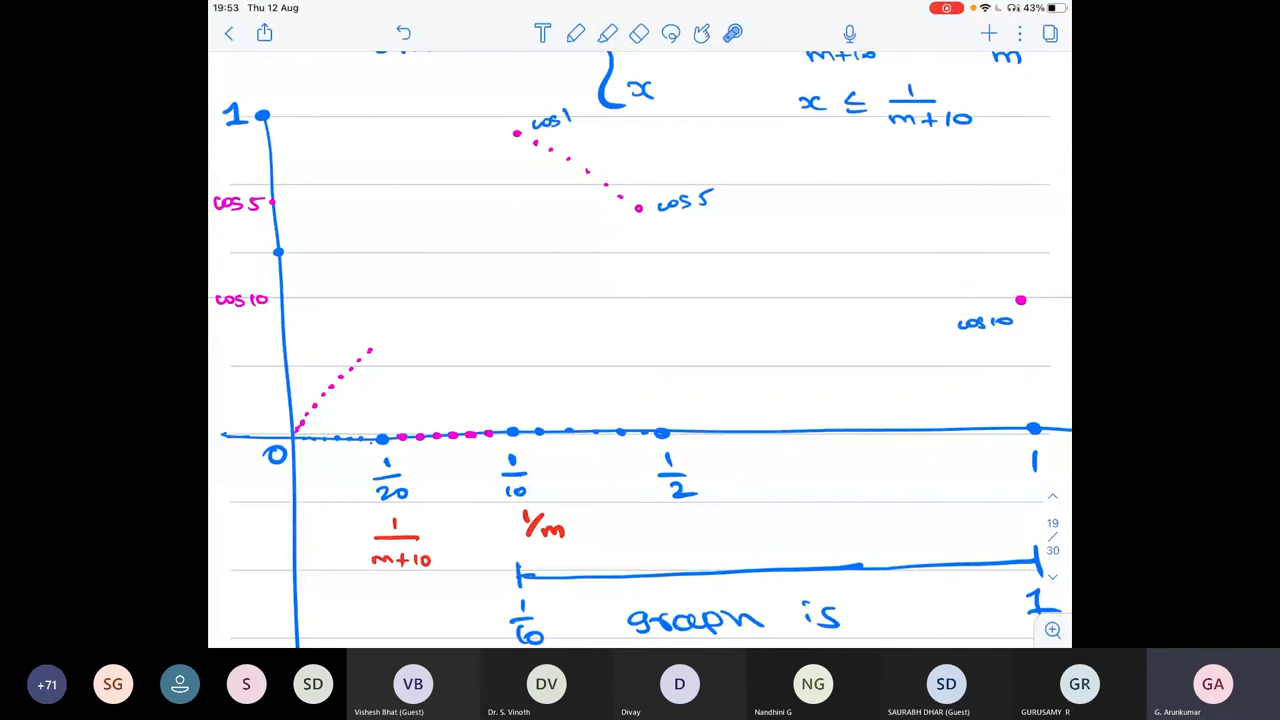 19:53 Thu 12 Aug
43%
T
m+10
m
x
x ≤ 1/(m+10)
1
cos 1
cos 5
cos 5
cos 10
cos 10
0
1/20
1/10
1/2
1
1/(m+10)
1/m
19
/
30
1/10
graph is
1
+71
SG
S
SD
VB
DV
D
NG
SD
GR
GA
Vishesh Bhat (Guest)
Dr. S. Vinoth
Divay
Nandhini G
SAURABH DHAR (Guest)
GURUSAMY R
G. Arunkumar